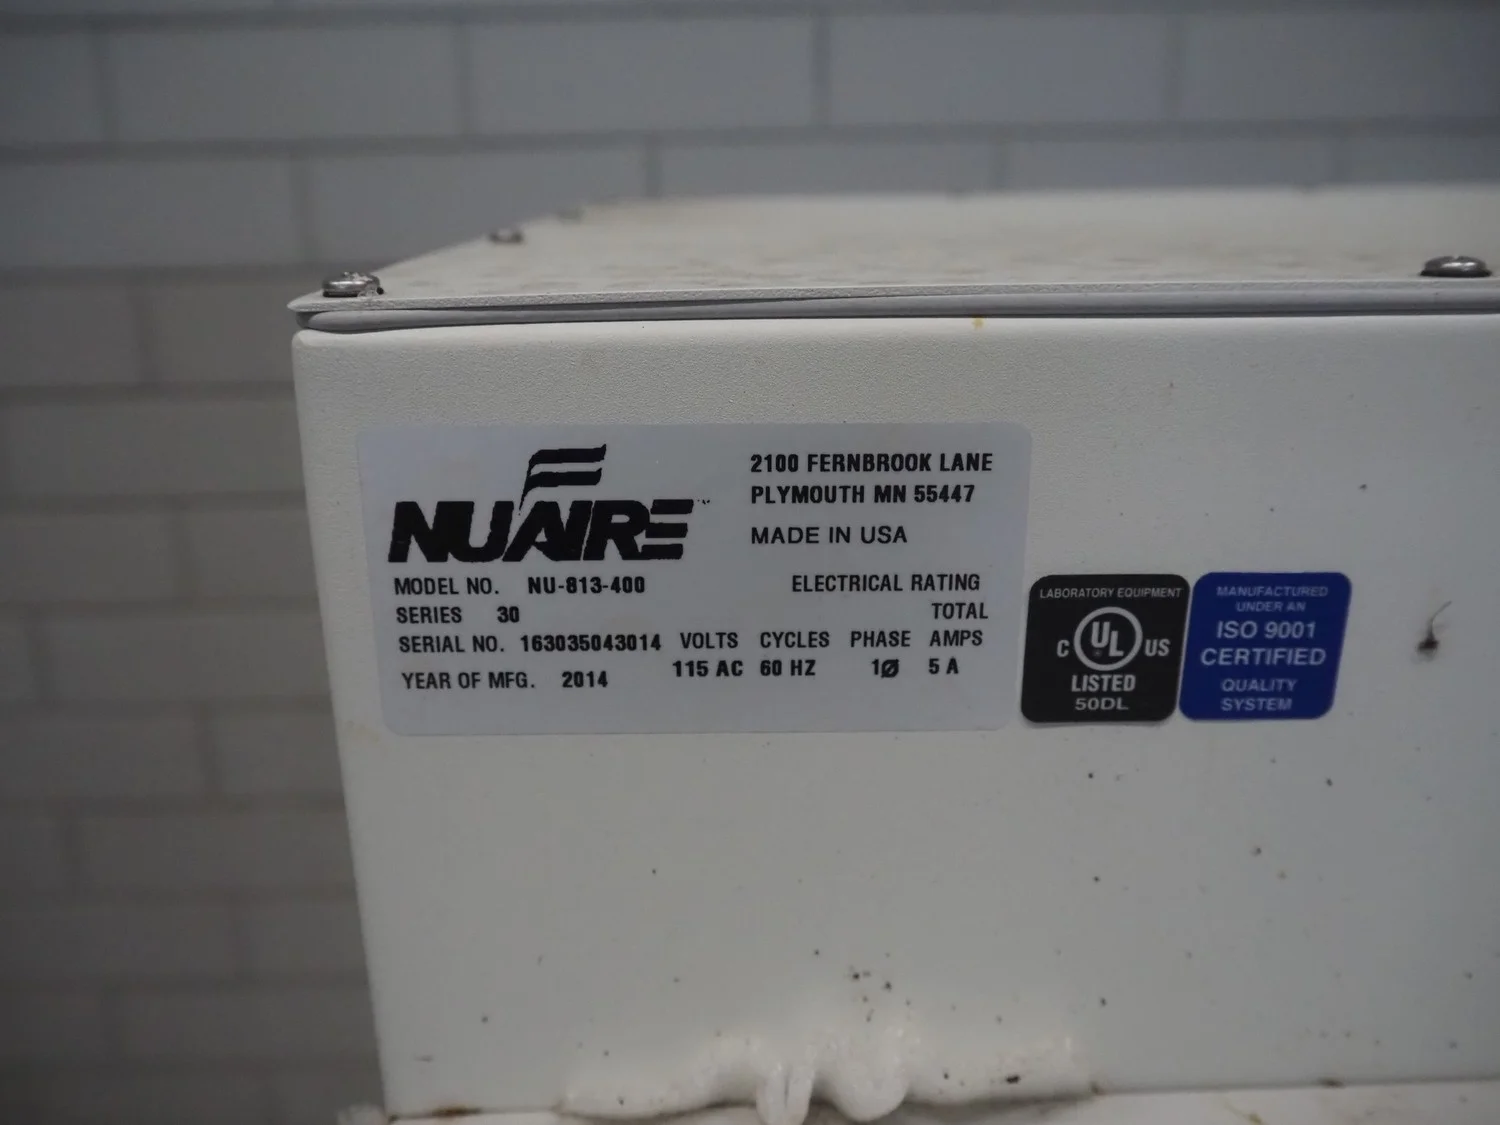 NUAIRE™
2100 FERNBROOK LANE
PLYMOUTH MN 55447
MADE IN USA
MODEL NO. NU-813-400
SERIES 30
SERIAL NO. 163035043014
YEAR OF MFG. 2014
ELECTRICAL RATING
TOTAL
VOLTS CYCLES PHASE AMPS
115 AC 60 HZ 1Ø 5 A
LABORATORY EQUIPMENT
C UL US
LISTED
50DL
MANUFACTURED
UNDER AN
ISO 9001
CERTIFIED
QUALITY
SYSTEM